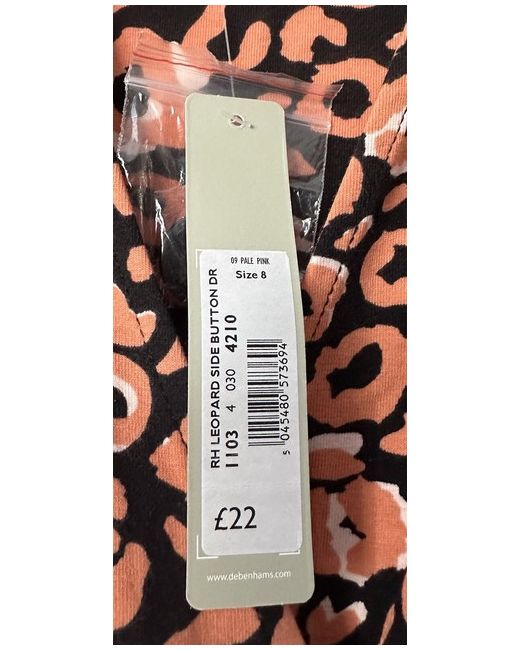 09 PALE PINK
Size 8
RH LEOPARD SIDE BUTTON DR
1103 4 030 4210
5 045480 573694
£22
www.debenhams.com